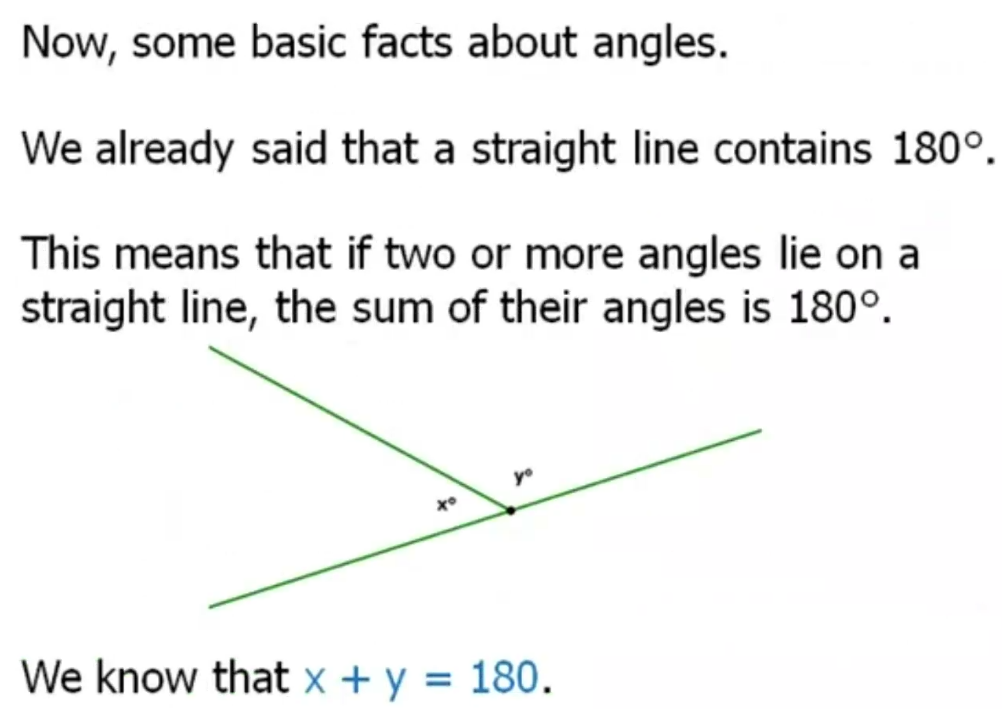 Now, some basic facts about angles.
We already said that a straight line contains 180°.
This means that if two or more angles lie on a
straight line, the sum of their angles is 180°.
y°
x°
We know that x + y = 180.